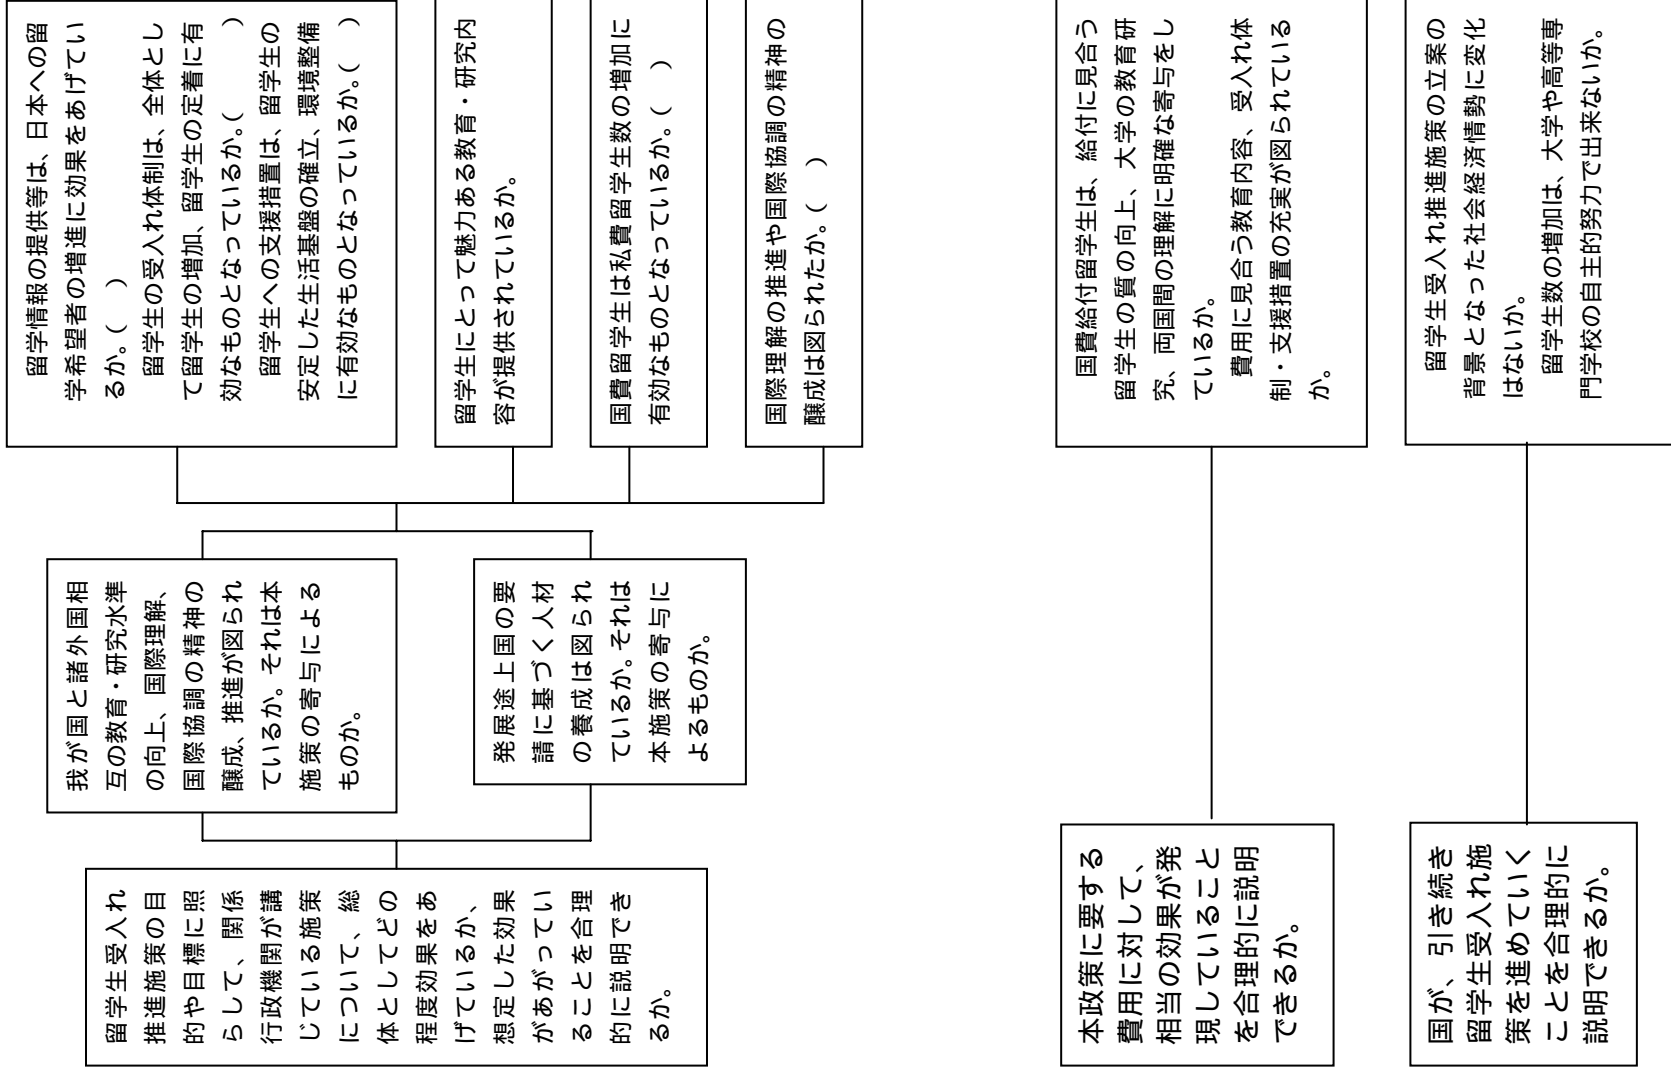 留学生受入れ
推進施策の目
的や目標に照
らして、関係
行政機関が講
じている施策
について、総
体としてどの
程度効果をあ
げているか、
想定した効果
があがってい
ることを合理
的に説明でき
るか。
我が国と諸外国相
互の教育・研究水準
の向上、国際理解、
国際協調の精神の
醸成、推進が図られ
ているか。それは本
施策の寄与による
ものか。
発展途上国の要
請に基づく人材
の養成は図られ
ているか。それは
本施策の寄与に
よるものか。
留学情報の提供等は、日本への留
学希望者の増進に効果をあげてい
るか。(　)
留学生の受入れ体制は、全体とし
て留学生の増加、留学生の定着に有
効なものとなっているか。(　)
留学生への支援措置は、留学生の
安定した生活基盤の確立、環境整備
に有効なものとなっているか。(　)
留学生にとって魅力ある教育・研究内
容が提供されているか。
国費留学生は私費留学生数の増加に
有効なものとなっているか。(　)
国際理解の推進や国際協調の精神の
醸成は図られたか。(　)
本政策に要する
費用に対して、
相当の効果が発
現していること
を合理的に説明
できるか。
国費給付留学生は、給付に見合う
留学生の質の向上、大学の教育研
究、両国間の理解に明確な寄与をし
ているか。
費用に見合う教育内容、受入れ体
制・支援措置の充実が図られている
か。
国が、引き続き
留学生受入れ施
策を進めていく
ことを合理的に
説明できるか。
留学生受入れ推進施策の立案の
背景となった社会経済情勢に変化
はないか。
留学生数の増加は、大学や高等専
門学校の自主的努力で出来ないか。